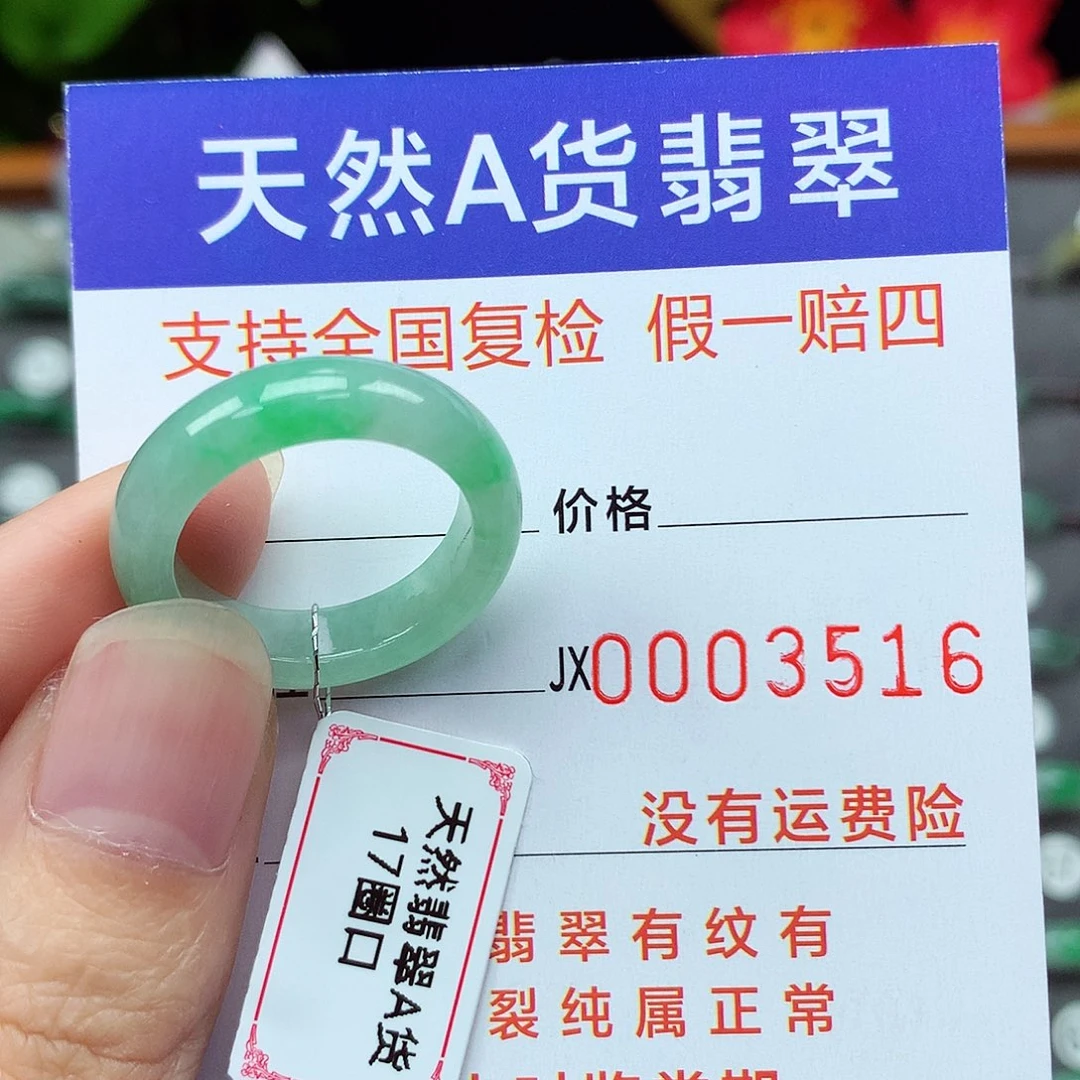 天然A货翡翠
支持全国复检 假一赔四
价格
JX0003516
没有运费险
翡翠有纹有
裂纯属正常
天然翡翠A货
17圈口